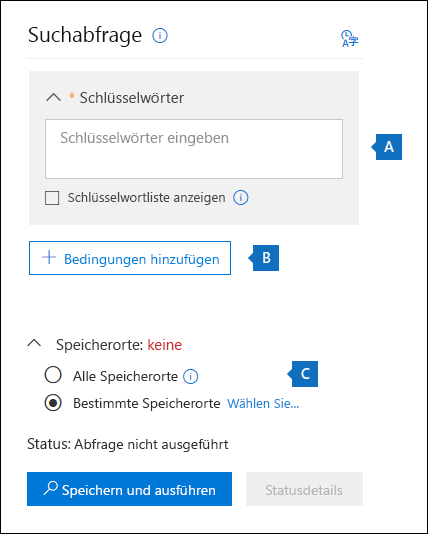 Suchabfrage
* Schlüsselwörter
Schlüsselwörter eingeben
A
Schlüsselwortliste anzeigen
+ Bedingungen hinzufügen
B
Speicherorte: keine
Alle Speicherorte
C
Bestimmte Speicherorte Wählen Sie...
Status: Abfrage nicht ausgeführt
Speichern und ausführen
Statusdetails